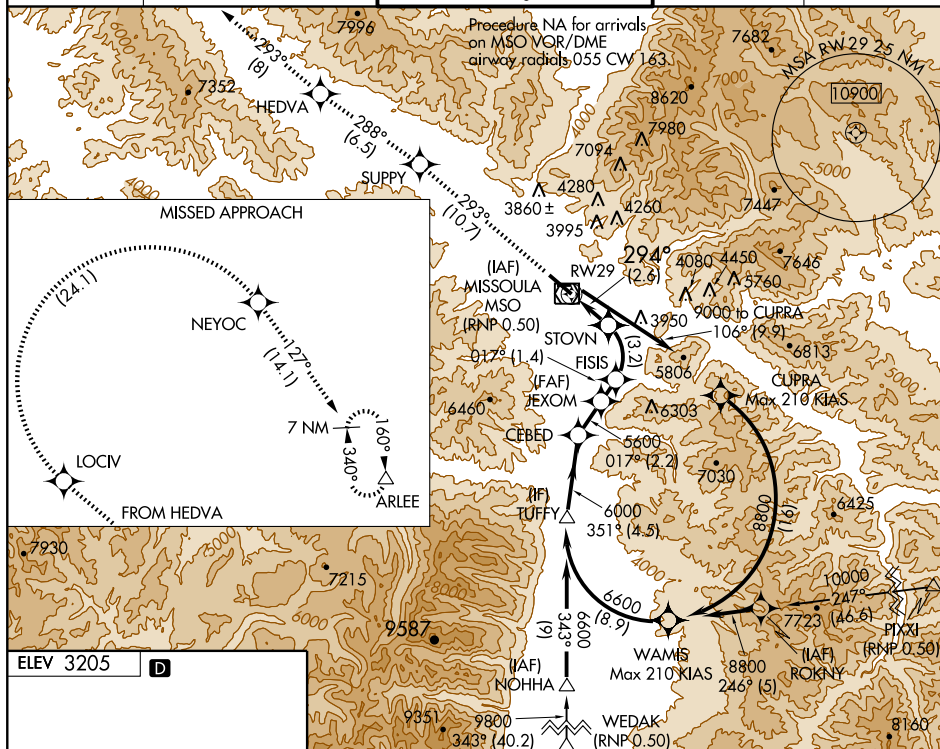 Procedure NA for arrivals
on MSO VOR/DME
airway radials 055 CW 163
7996
7682
MSA RW29 25 NM
10900
293°
(8)
7352
HEDVA
7000
8620
288°
(6.5)
7980
7094
SUPPY
4000
4280
3860 ±
4260
3995
7447
MISSED APPROACH
293°
(10.7)
294°
(2.6)
7646
4080
4450
5760
(IAF)
MISSOULA
MSO
(RNP 0.50)
RW29
9000 to CUPRA
106° (9.9)
3950
(24.1)
NEYOC
STOVN
(3.2)
6813
017° (1.4)
FISIS
5806
CUPRA
Max 210 KIAS
127°
(14.1)
(FAF)
JEXOM
6460
6303
5000
7 NM
160°
340°
CEBED
5600
017° (2.2)
7030
LOCIV
ARLEE
(IF)
TUFFY
6000
351° (4.5)
8800
(16)
6425
FROM HEDVA
7930
7215
10000
247°
(46.6)
6600
(8.9)
7723
PIXXI
(RNP 0.50)
9587
6600
343°
(9)
WAMIS
Max 210 KIAS
8800
246° (5)
(IAF)
ROKNY
ELEV 3205
D
(IAF)
NOHHA
9351
9800
343° (40.2)
WEDAK
(RNP 0.50)
8160